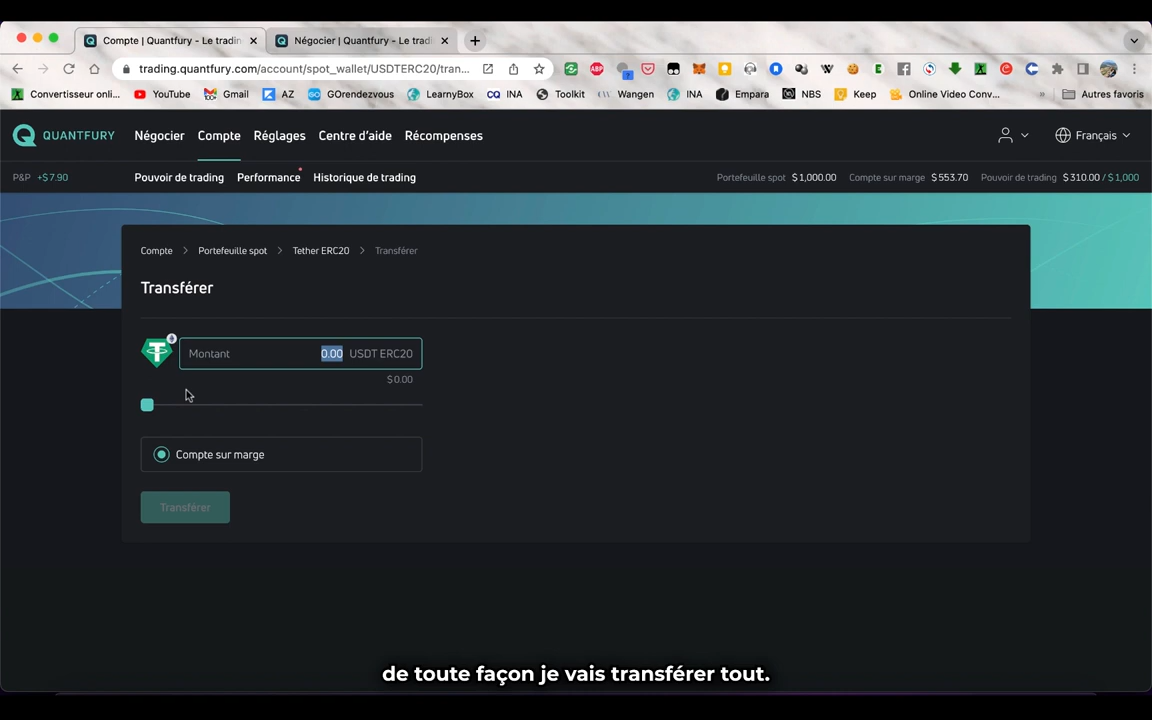 Compte | Quantfury - Le tradin
Négocier | Quantfury - Le tradi
trading.quantfury.com/account/spot_wallet/USDTERC20/tran...
Convertisseur onli...
YouTube
Gmail
AZ
GOrendezvous
LearnyBox
INA
Toolkit
Wangen
INA
Empara
NBS
Keep
Online Video Conv...
Autres favoris
QUANTFURY
Négocier
Compte
Réglages
Centre d'aide
Récompenses
Français
P&P +$ 7.90
Pouvoir de trading
Performance
Historique de trading
Portefeuille spot $ 1,000.00
Compte sur marge $ 553.70
Pouvoir de trading $ 310.00 / $ 1,000
Compte > Portefeuille spot > Tether ERC20 > Transférer
Transférer
Montant 0.00 USDT ERC20
$ 0.00
Compte sur marge
Transférer
de toute façon je vais transférer tout.